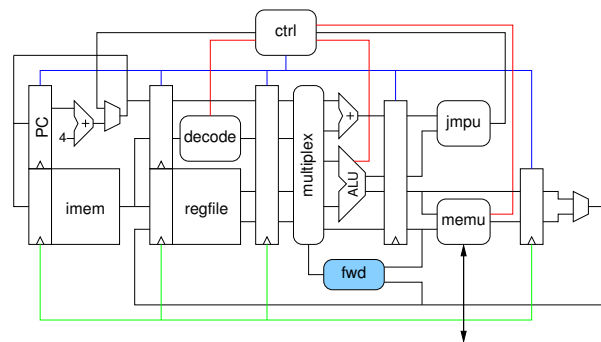 ctrl
PC
4
+
decode
multiplex
+
ALU
jmpu
imem
regfile
memu
fwd